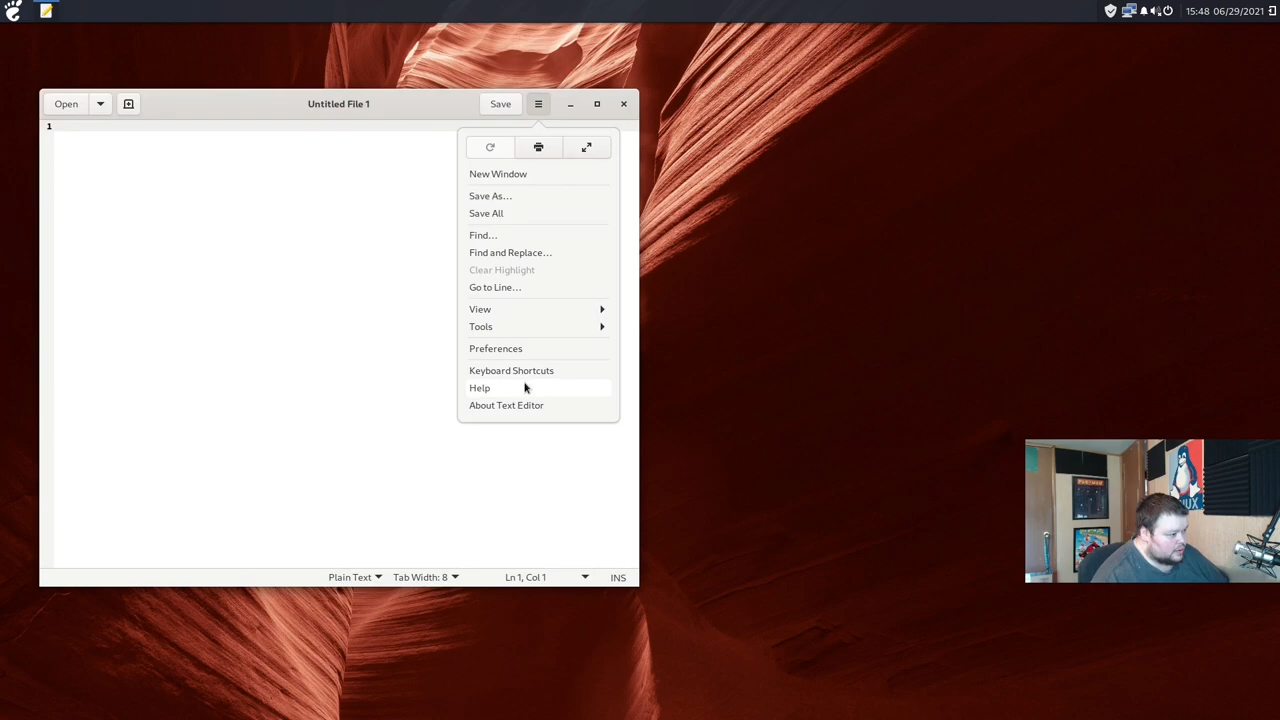 15:48 06/29/2021
Open
Untitled File 1
Save
1
New Window
Save As...
Save All
Find...
Find and Replace...
Clear Highlight
Go to Line...
View
Tools
Preferences
Keyboard Shortcuts
Help
About Text Editor
Plain Text
Tab Width: 8
Ln 1, Col 1
INS
UX